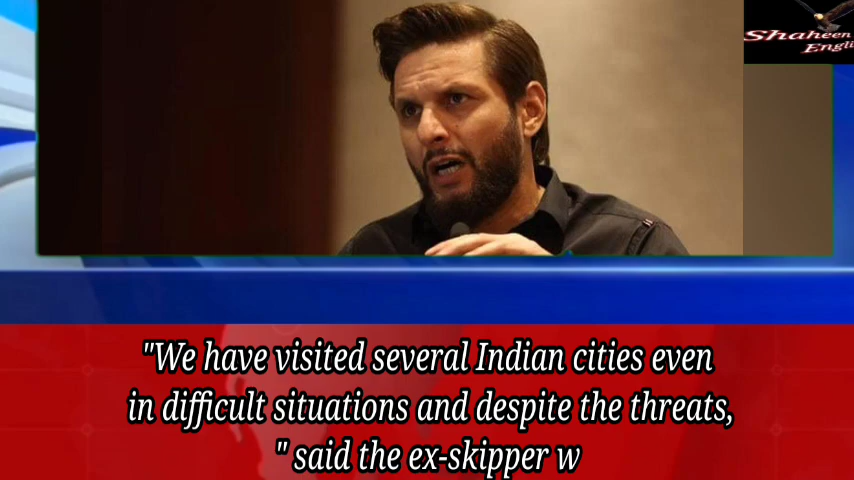 Shaheen
Engli
"We have visited several Indian cities even
in difficult situations and despite the threats,
" said the ex-skipper w